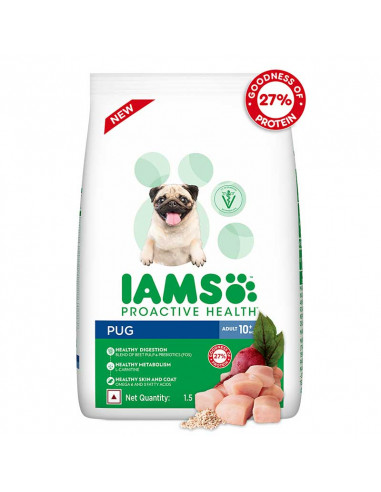 GOODNESS OF
27%
PROTEIN
NEW
IAMS
PROACTIVE HEALTH
PUG
ADULT 10+
HEALTHY DIGESTION
BLEND OF BEET PULP & PREBIOTICS (FOS)
HEALTHY METABOLISM
L-CARNITINE
HEALTHY SKIN AND COAT
OMEGA 6 AND 3 FATTY ACIDS
27%
Net Quantity: 1.5